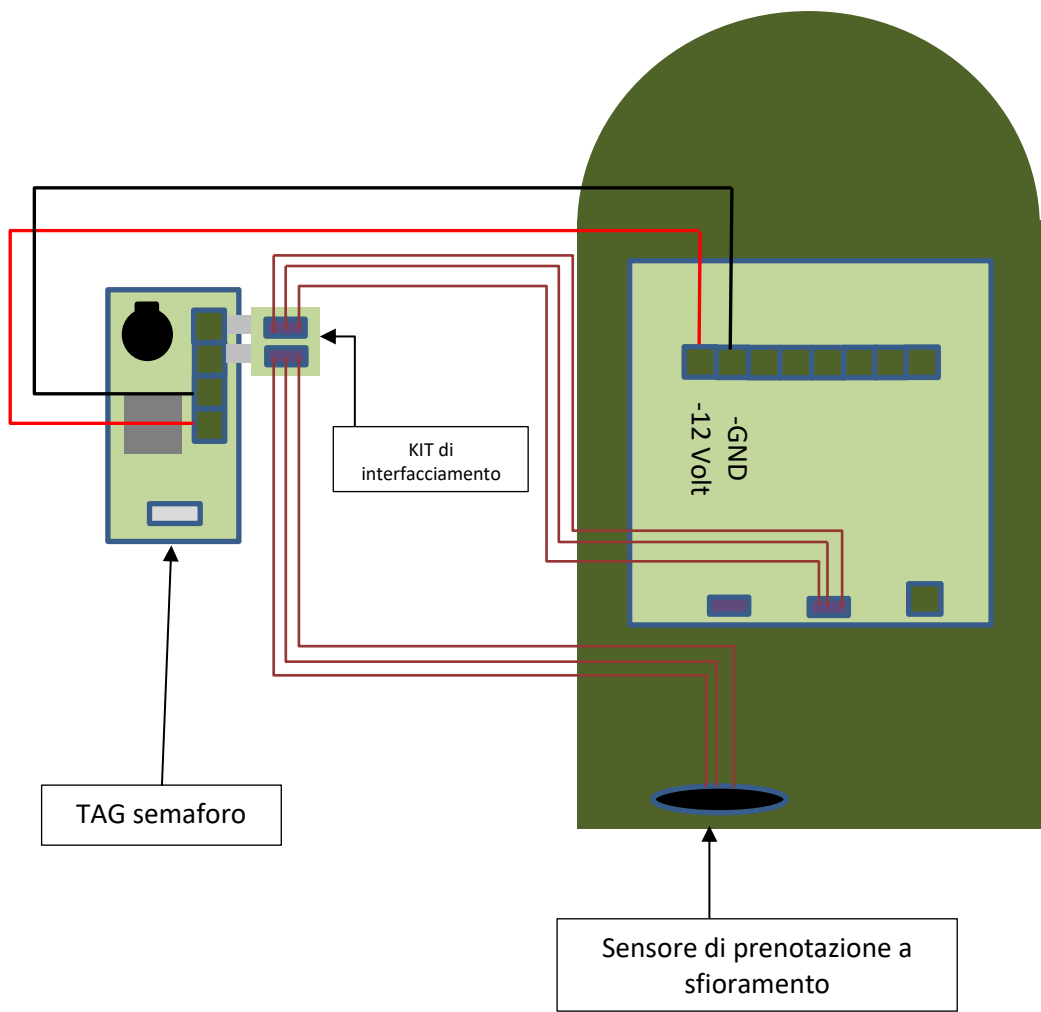 -12 Volt
-GND
KIT di
interfacciamento
TAG semaforo
Sensore di prenotazione a
sfioramento